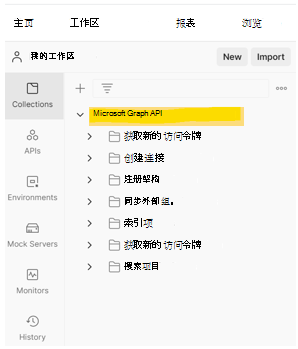 主页 工作区 报表 浏览
我的工作区 New Import
Collections
Microsoft Graph API
获取新的访问令牌
APIs
创建连接
注册架构
Environments
同步外部组。
索引项
Mock Servers
获取新的访问令牌
搜索项目
Monitors
History